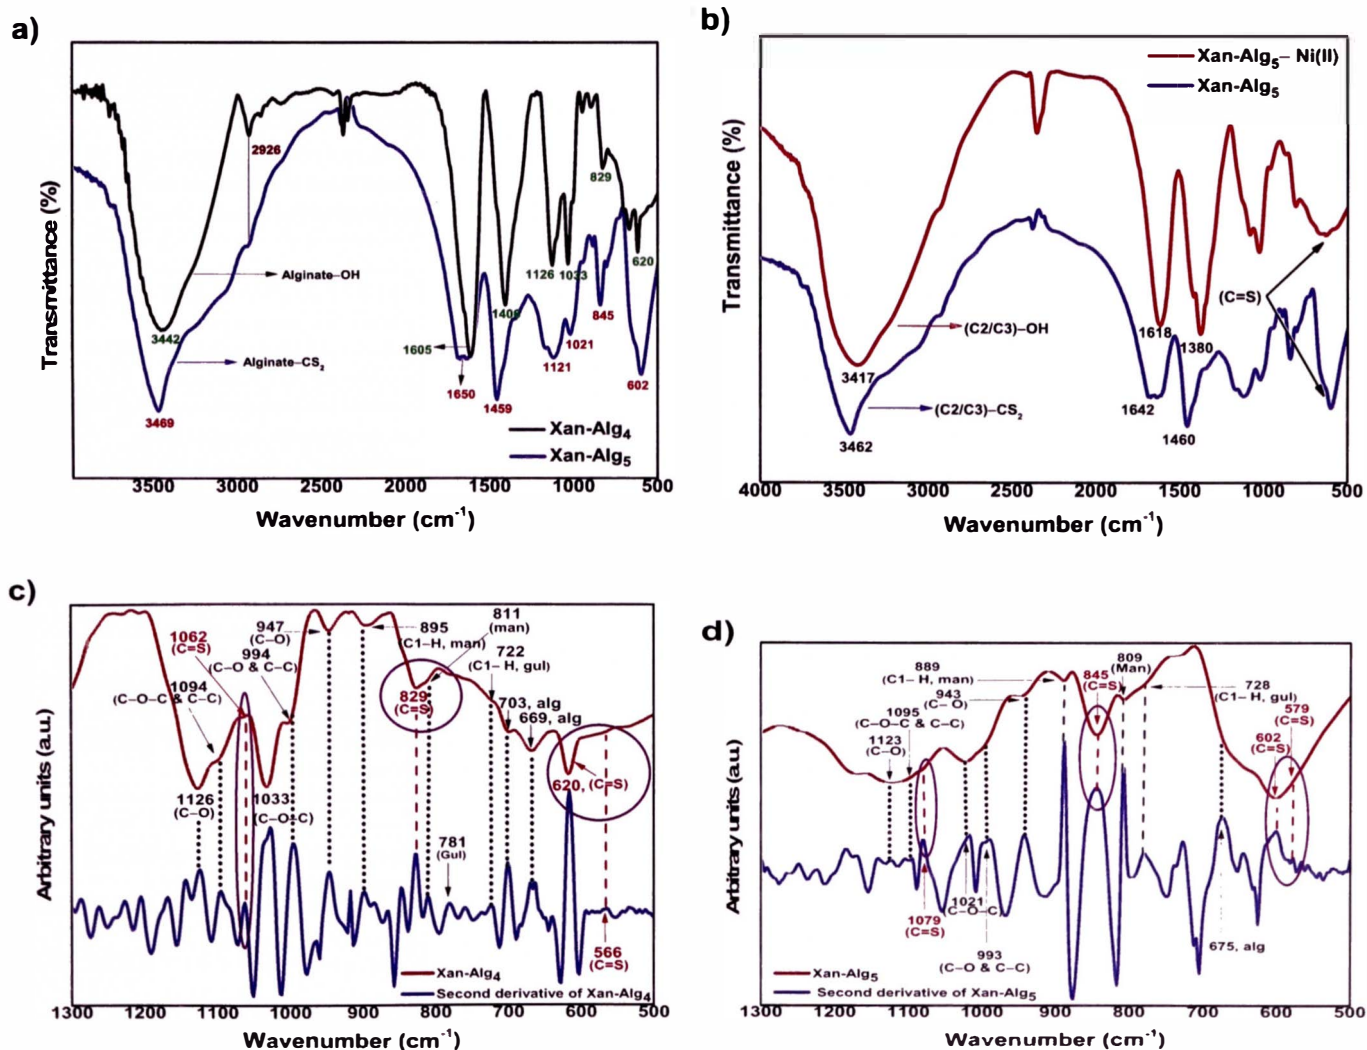 a)
Transmittance (%)
2926
829
Alginate–OH
3442
1126
1033
620
1406
1605
Alginate–CS2
845
1021
1121
602
1650
1459
3469
Xan-Alg4
Xan-Alg5
3500 3000 2500 2000 1500 1000 500
Wavenumber (cm-1)
b)
Transmittance (%)
Xan-Alg5– Ni(II)
Xan-Alg5
(C=S)
(C2/C3)–OH
1618
1380
3417
(C2/C3)–CS2
1642
3462
1460
4000 3500 3000 2500 2000 1500 1000 500
Wavenumber (cm-1)
c)
Arbitrary units (a.u.)
1062
(C=S)
947
(C–O)
994
(C–O & C–C)
1094
(C–O–C & C–C)
895
(C1–H, man)
811
(man)
722
(C1–H, gul)
829
(C=S)
703, alg
669, alg
620, (C=S)
1126
(C–O)
1033
(C–O–C)
781
(Gul)
566
(C=S)
Xan-Alg4
Second derivative of Xan-Alg4
1300 1200 1100 1000 900 800 700 600 500
Wavenumber (cm-1)
d)
Arbitrary units (a.u.)
889
(C1–H, man)
943
(C–O)
1095
(C–O–C & C–C)
1123
(C–O)
845
(C=S)
809
(Man)
728
(C1–H, gul)
579
(C=S)
602
(C=S)
1079
(C=S)
1021
(C–O–C)
993
(C–O & C–C)
675, alg
Xan-Alg5
Second derivative of Xan-Alg5
1300 1200 1100 1000 900 800 700 600 500
Wavenumber (cm-1)